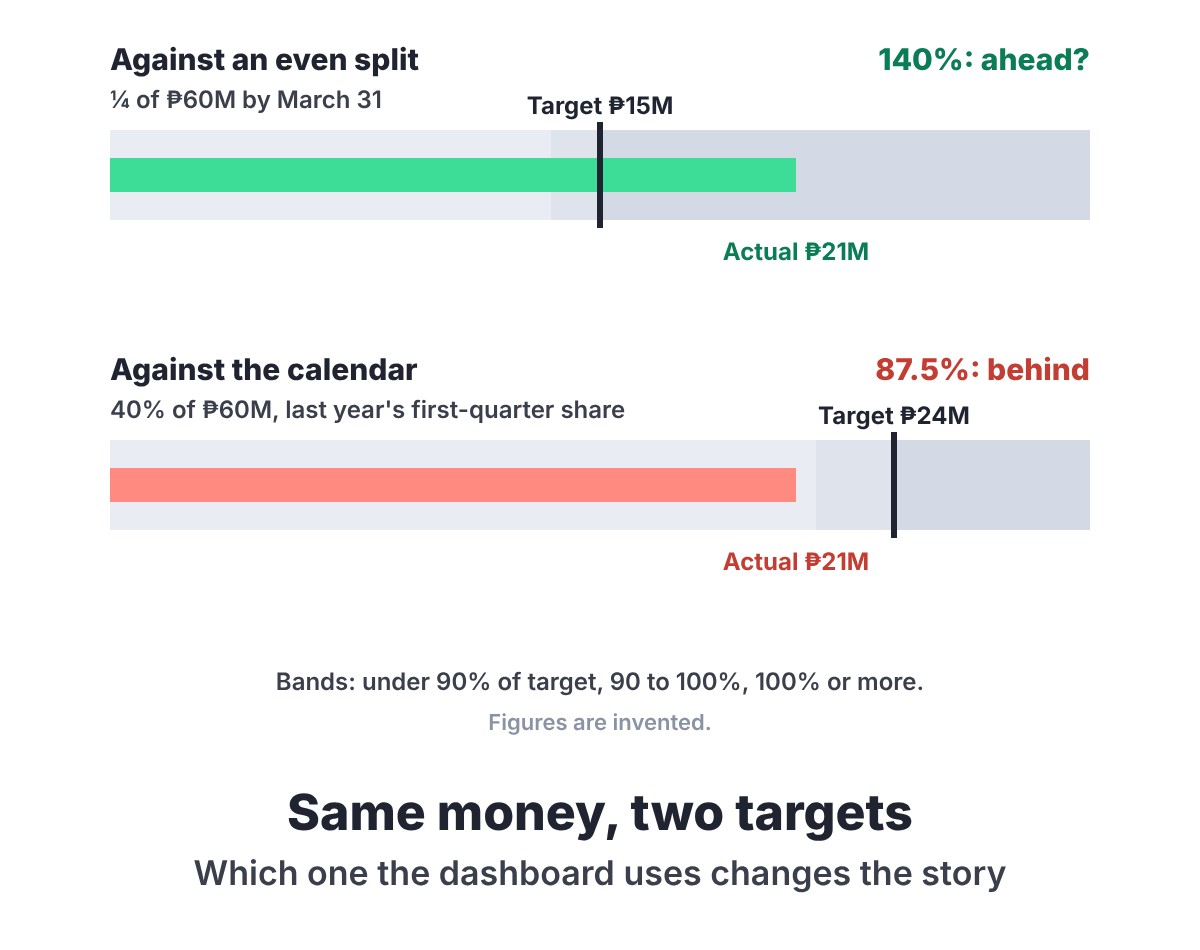 Against an even split
140%: ahead?
¼ of ₱60M by March 31
Target ₱15M
Actual ₱21M
Against the calendar
87.5%: behind
40% of ₱60M, last year's first-quarter share
Target ₱24M
Actual ₱21M
Bands: under 90% of target, 90 to 100%, 100% or more.
Figures are invented.
Same money, two targets
Which one the dashboard uses changes the story